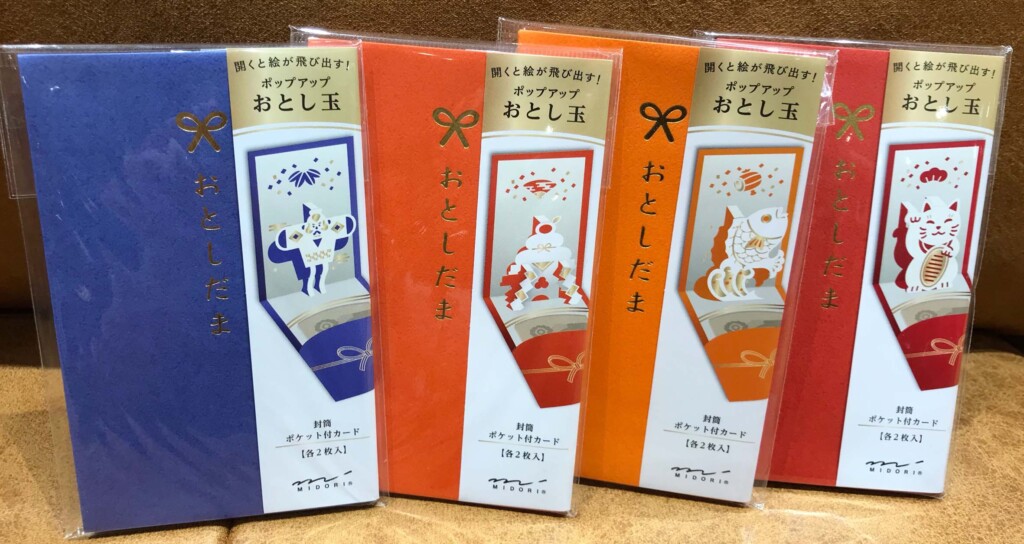 おとしだま
開くと絵が飛び出す！
ポップアップ
おとし玉
封筒
ポケット付カード
【各2枚入】
MIDORI®
おとしだま
開くと絵が飛び出す！
ポップアップ
おとし玉
封筒
ポケット付カード
【各2枚入】
MIDORI®
おとしだま
開くと絵が飛び出す！
ポップアップ
おとし玉
封筒
ポケット付カード
【各2枚入】
MIDORI®
おとしだま
開くと絵が飛び出す！
ポップアップ
おとし玉
封筒
ポケット付カード
【各2枚入】
MIDORI®